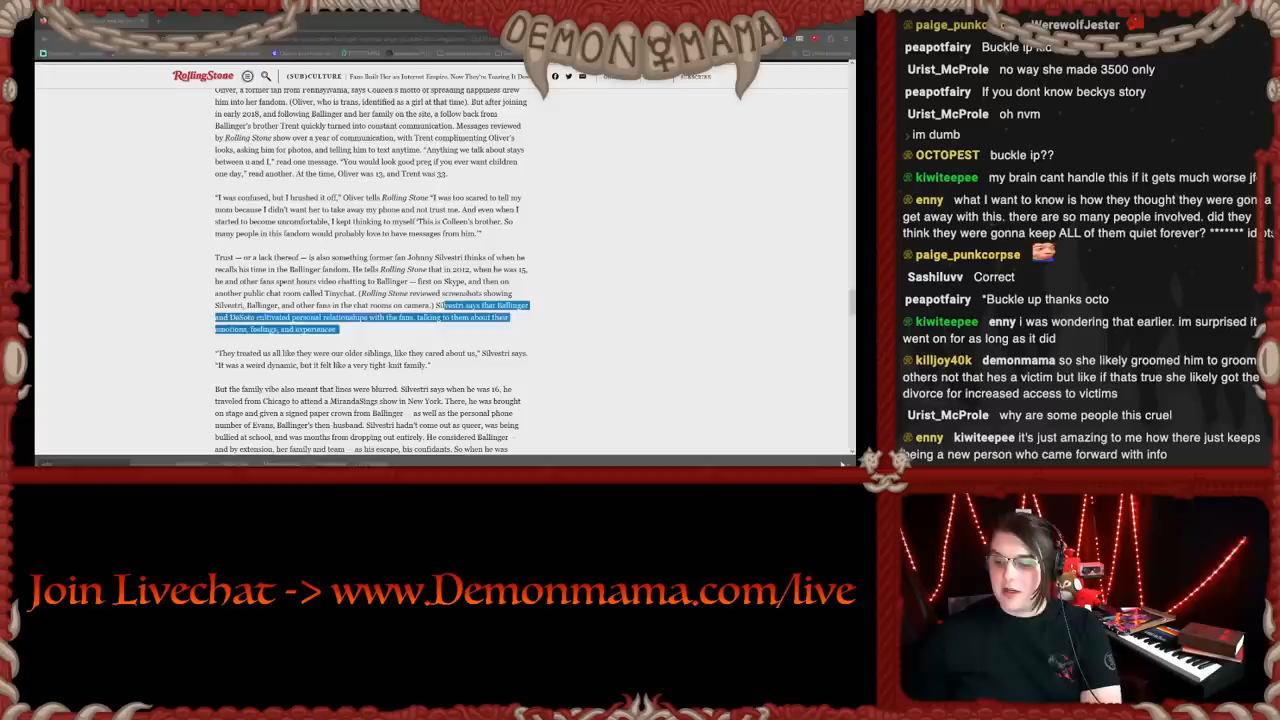 DEMON MAMA
RollingStone
(SUB)CULTURE | Fans Built Her an Internet Empire. Now They're Tearing It Down
SUBSCRIBE
Oliver, a former fan from Pennsylvania, says Colleen's motto of spreading happiness drew
him into her fandom. (Oliver, who is trans, identified as a girl at that time). But after joining
in early 2018, and following Ballinger and her family on the site, a follow back from
Ballinger's brother Trent quickly turned into constant communication. Messages reviewed
by Rolling Stone show over a year of communication, with Trent complimenting Oliver's
looks, asking him for photos, and telling him to text anytime. "Anything we talk about stays
between u and I," read one message. "You would look good preg if you ever want children
one day," read another. At the time, Oliver was 13, and Trent was 33.
"I was confused, but I brushed it off," Oliver tells Rolling Stone "I was too scared to tell my
mom because I didn't want her to take away my phone and not trust me. And even when I
started to become uncomfortable, I kept thinking to myself 'This is Colleen's brother. So
many people in this fandom would probably love to have messages from him.'"
Trust — or a lack thereof — is also something former fan Johnny Silvestri thinks of when he
recalls his time in the Ballinger fandom. He tells Rolling Stone that in 2012, when he was 15,
he and other fans spent hours video chatting to Ballinger — first on Skype, and then on
another public chat room called Tinychat. (Rolling Stone reviewed screenshots showing
Silvestri, Ballinger, and other fans in the chat rooms on camera.) Silvestri says that Ballinger
and DeSoto cultivated personal relationships with the fans, talking to them about their
emotions, feelings, and experiences.
"They treated us all like they were our older siblings, like they cared about us," Silvestri says.
"It was a weird dynamic, but it felt like a very tight-knit family."
But the family vibe also meant that lines were blurred. Silvestri says when he was 16, he
traveled from Chicago to attend a MirandaSings show in New York. There, he was brought
on stage and given a signed paper crown from Ballinger — as well as the personal phone
number of Evans, Ballinger's then-husband. Silvestri hadn't come out as queer, was being
bullied at school, and was months from dropping out entirely. He considered Ballinger —
and by extension, her family and team — as his escape, his confidants. So when he was
WerewolfJester
peapotfairy Buckle ip kid
Urist_McProle no way she made 3500 only
peapotfairy If you dont know beckys story
Urist_McProle oh nvm
im dumb
OCTOPEST buckle ip??
kiwiteepee my brain cant handle this if it gets much worse jf
enny what I want to know is how they thought they were gon
get away with this. there are so many people involved. did they
think they were gonna keep ALL of them quiet forever? ******* idiots
paige_punkcorpse
Sashiluvv Correct
peapotfairy *Buckle up thanks octo
enny i was wondering that earlier. im surprised it
went on for as long as it did
killjoy40k demonmama so she likely groomed him to groom
others not that hes a victim but like if thats true she likely got the
divorce for increased access to victims
Urist_McProle why are some people this cruel
enny kiwiteepee it's just amazing to me how there just keeps
being a new person who came forward with info
Join Livechat -> www.Demonmama.com/live